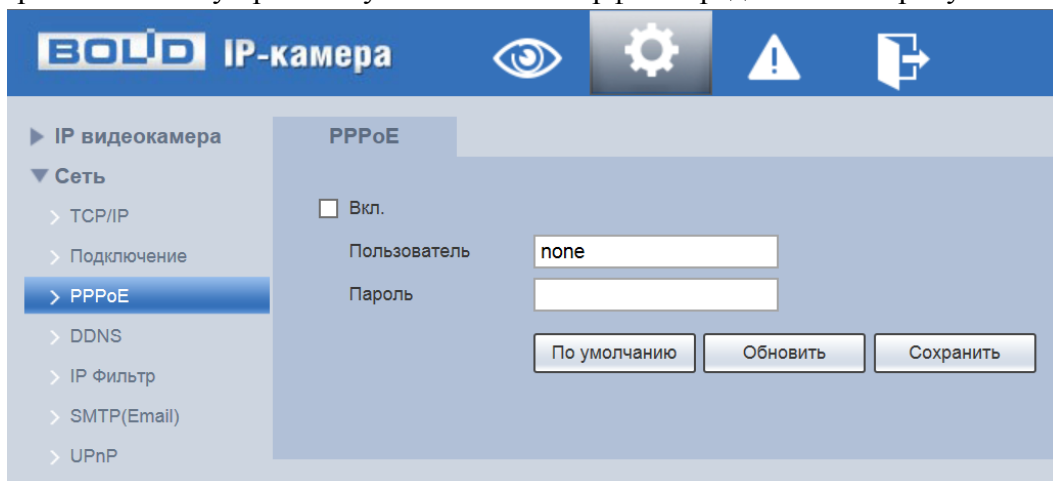 BOLID IP-камера
IP видеокамера
Сеть
TCP/IP
Подключение
PPPoE
DDNS
IP Фильтр
SMTP(Email)
UPnP
PPPoE
Вкл.
Пользователь none
Пароль
По умолчанию Обновить Сохранить